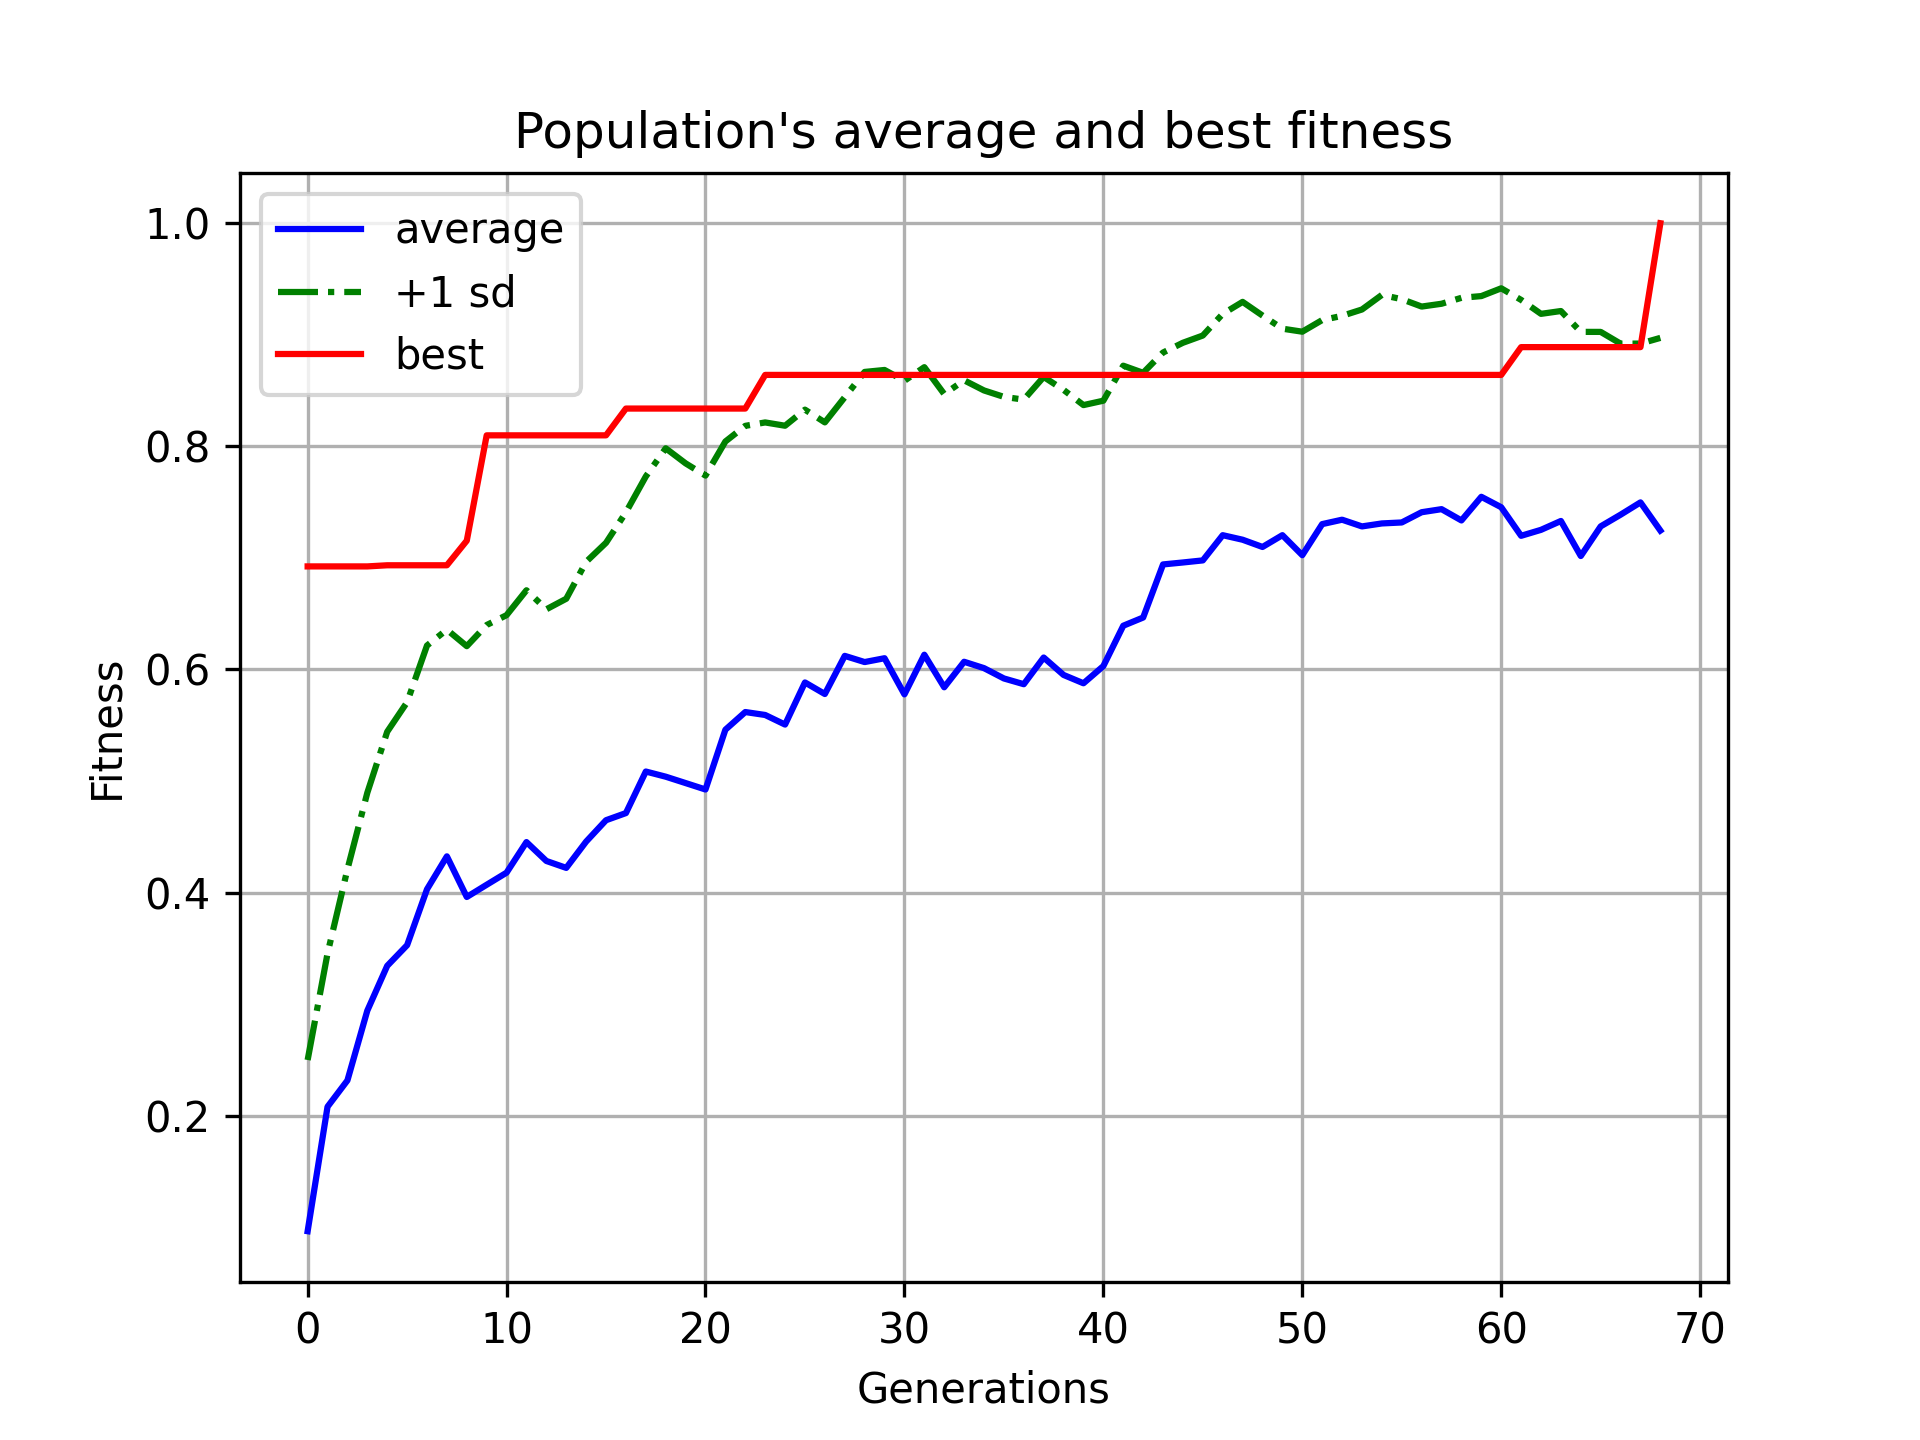 Population's average and best fitness
average
+1 sd
best
1.0
0.8
0.6
0.4
0.2
Fitness
0 10 20 30 40 50 60 70
Generations